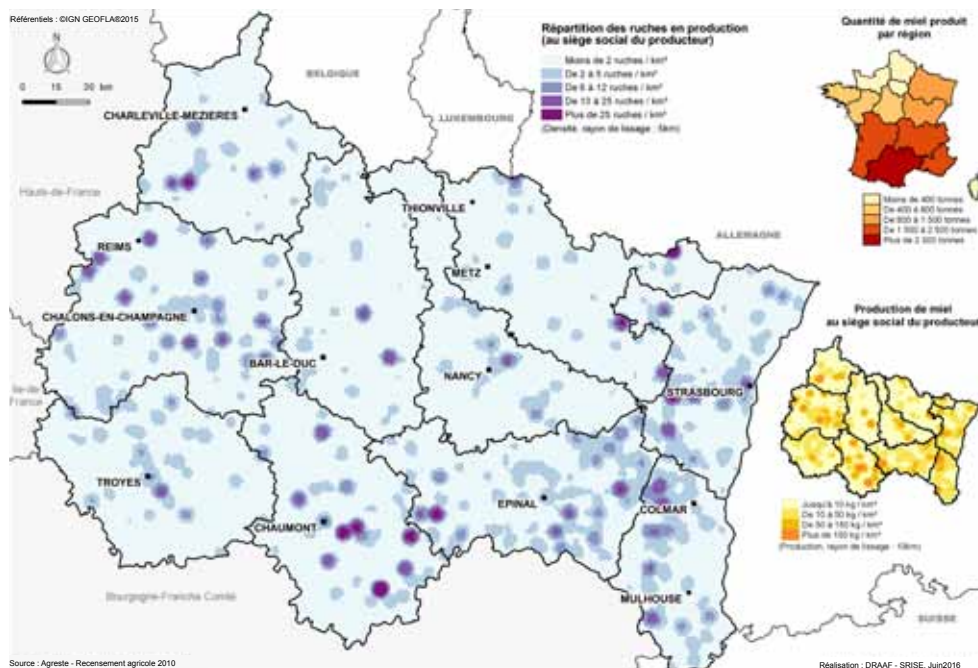 Référentiels : ©IGN GEOFLA®2015
N
0 15 30 km
Répartition des ruches en production
(au siège social du producteur)
Moins de 2 ruches / km²
De 2 à 5 ruches / km²
De 6 à 12 ruches / km²
De 13 à 25 ruches / km²
Plus de 25 ruches / km²
(Densité, rayon de lissage : 5km)
Quantité de miel produit
par région
Moins de 400 tonnes
De 400 à 800 tonnes
De 800 à 1 500 tonnes
De 1 500 à 2 500 tonnes
Plus de 2 500 tonnes
BELGIQUE
LUXEMBOURG
ALLEMAGNE
SUISSE
Hauts-de-France
Ile-de
France
Bourgogne-Franche Comté
CHARLEVILLE-MEZIERES
THIONVILLE
REIMS
METZ
CHALONS-EN-CHAMPAGNE
BAR-LE-DUC
NANCY
STRASBOURG
TROYES
EPINAL
COLMAR
CHAUMONT
MULHOUSE
Production de miel
au siège social du producteur
Jusqu'à 10 kg / km²
De 10 à 50 kg / km²
De 50 à 150 kg / km²
Plus de 150 kg / km²
(Production, rayon de lissage : 10km)
Source : Agreste - Recensement agricole 2010
Réalisation : DRAAF - SRISE, Juin2016